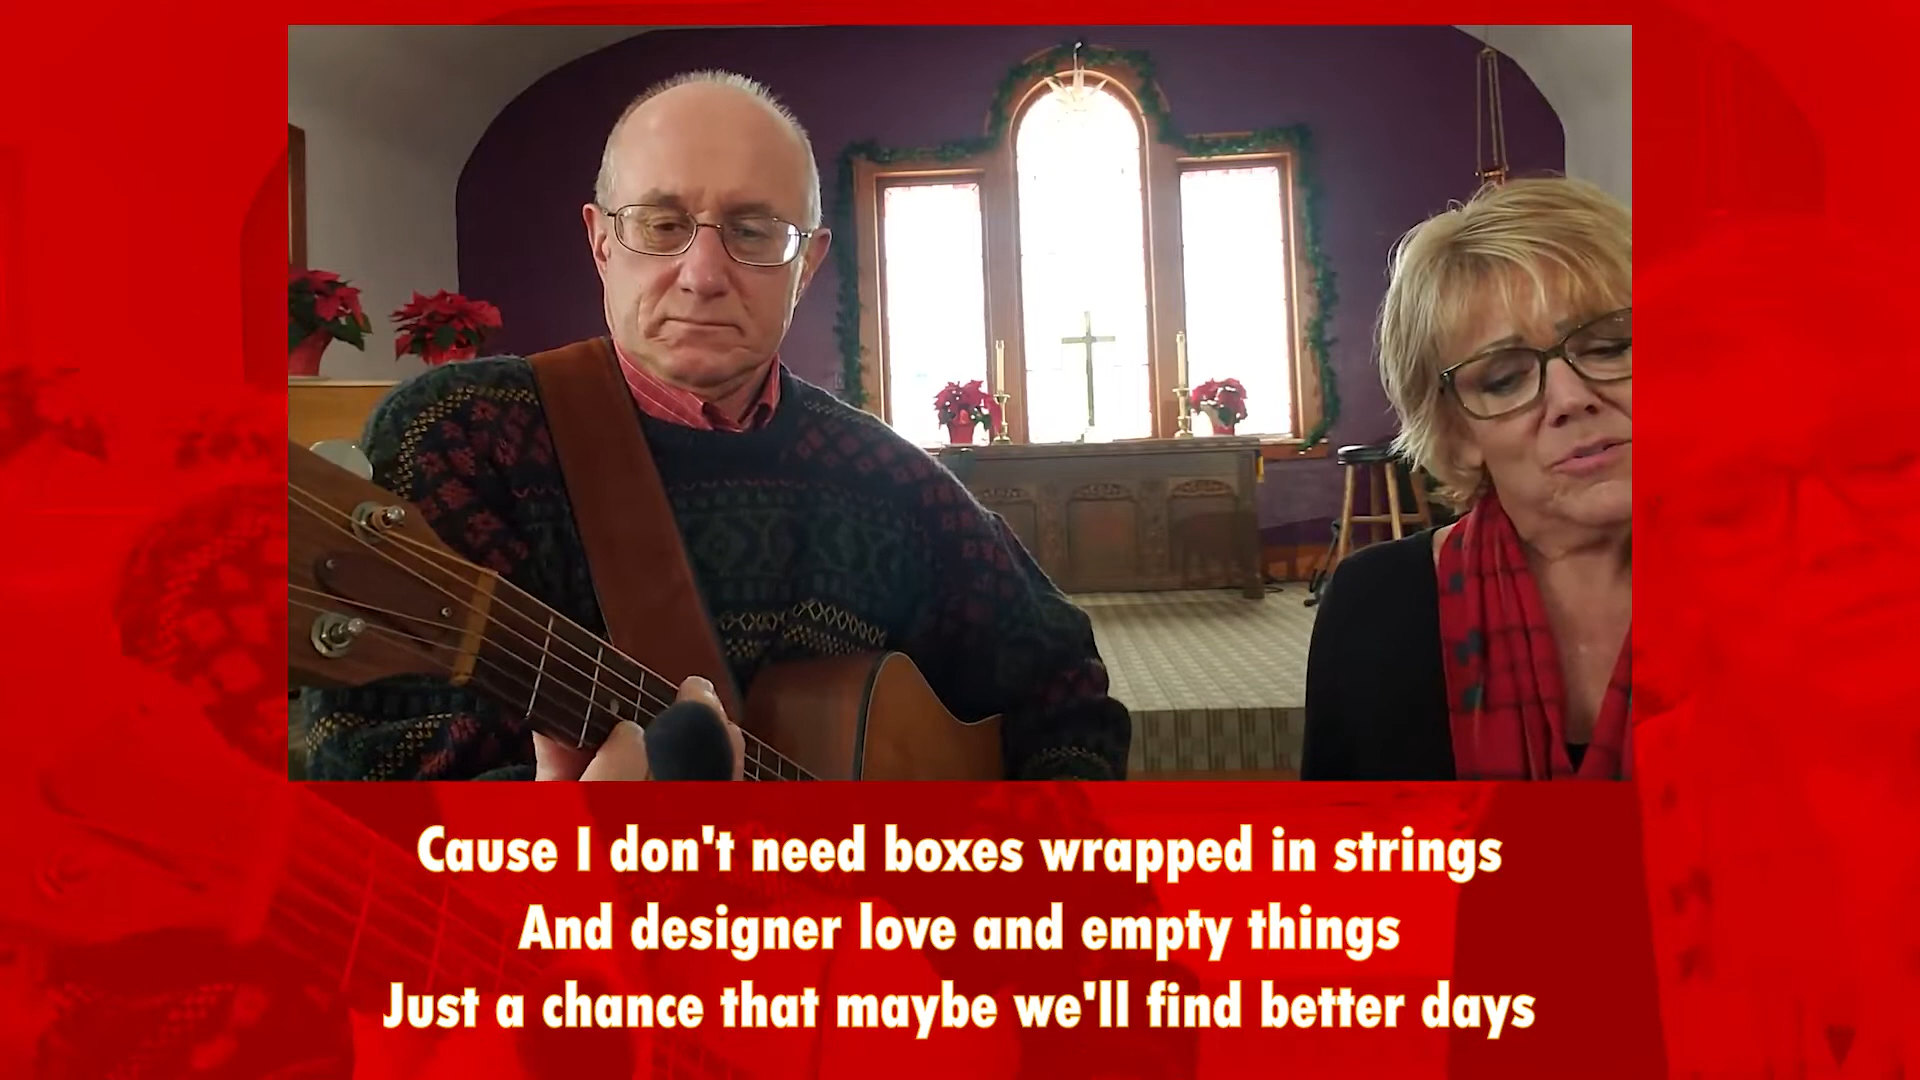 Cause I don't need boxes wrapped in strings
And designer love and empty things
Just a chance that maybe we'll find better days